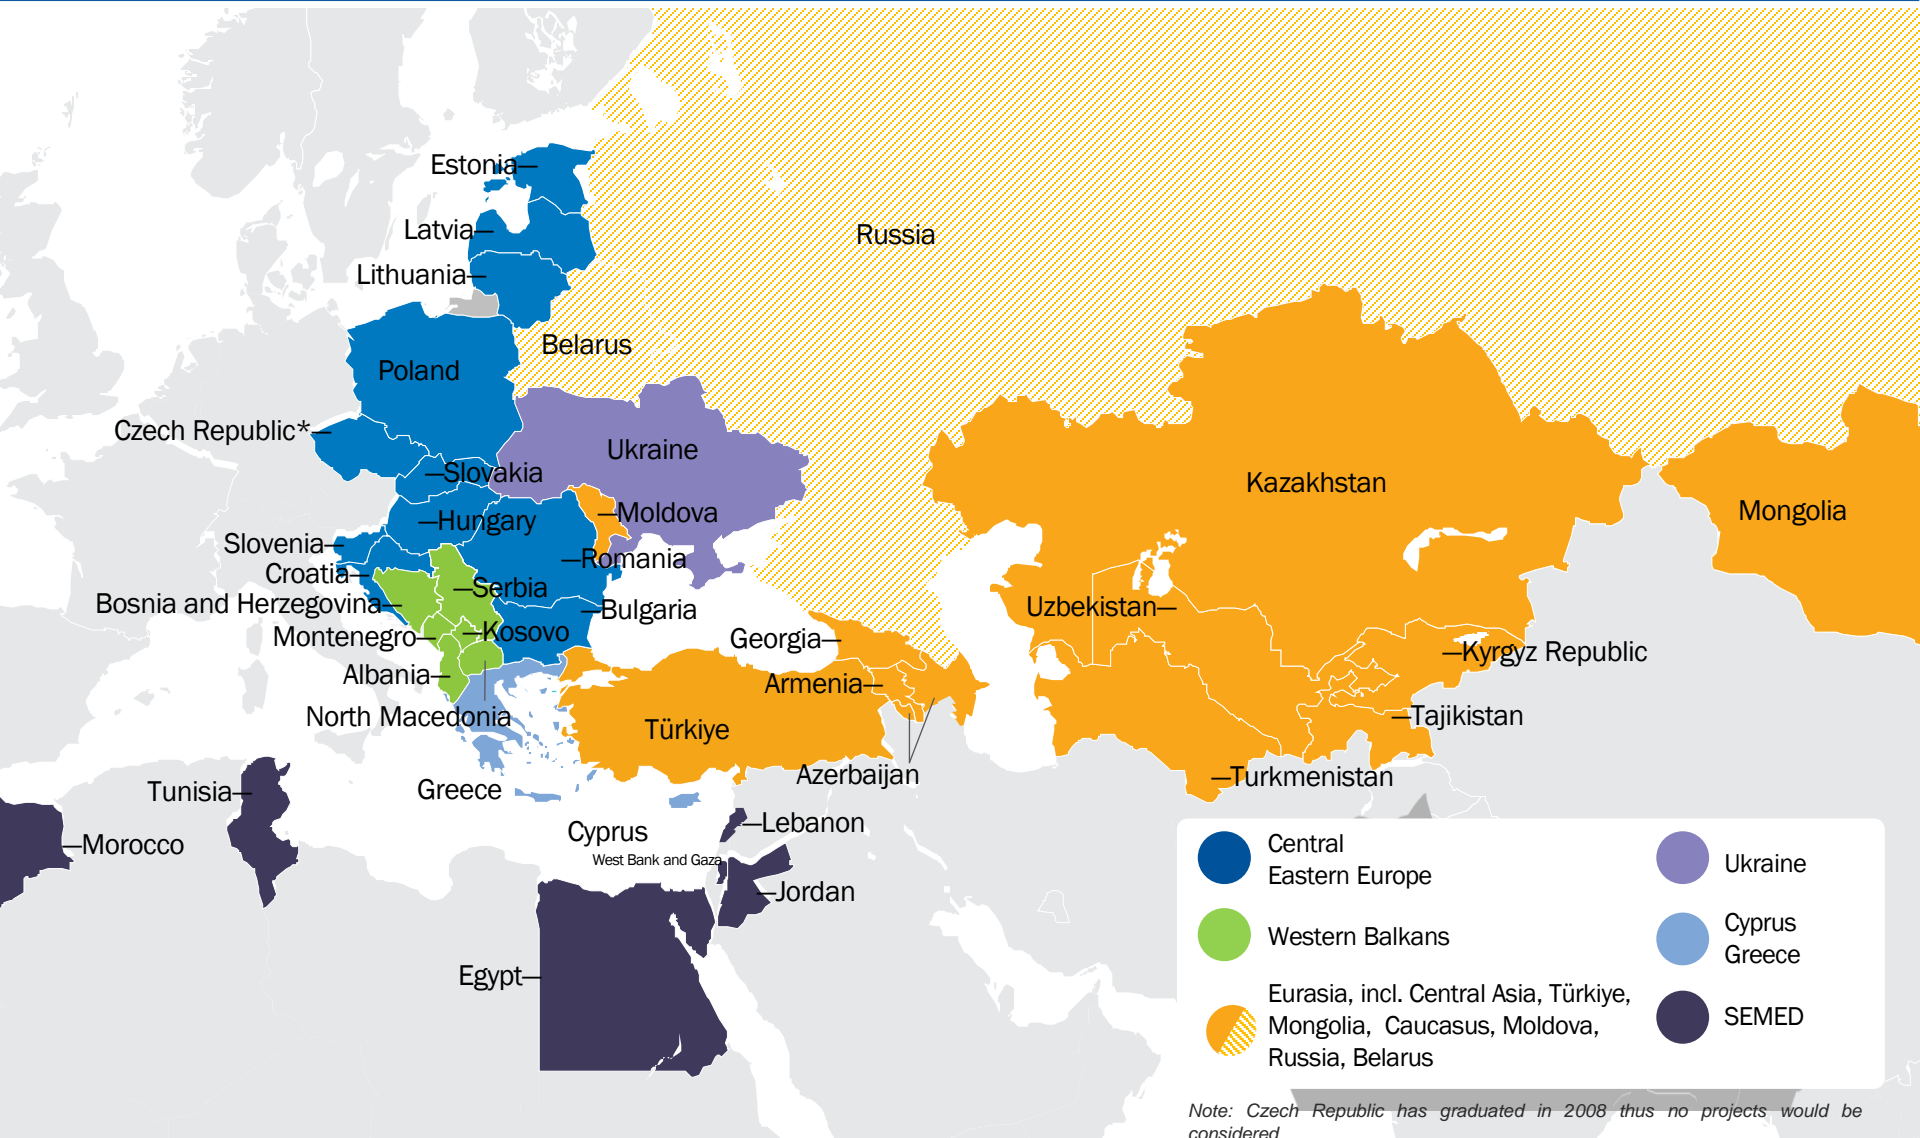 Estonia
Latvia
Russia
Lithuania
Belarus
Poland
Czech Republic*
Ukraine
Slovakia
Kazakhstan
Moldova
Mongolia
Hungary
Slovenia
Romania
Croatia
Serbia
Bosnia and Herzegovina
Uzbekistan
Bulgaria
Kosovo
Montenegro
Georgia
Kyrgyz Republic
Albania
Armenia
North Macedonia
Tajikistan
Türkiye
Azerbaijan
Turkmenistan
Greece
Tunisia
Cyprus
Lebanon
Morocco
West Bank and Gaza
Jordan
Egypt
Central
Eastern Europe
Western Balkans
Eurasia, incl. Central Asia, Türkiye,
Mongolia, Caucasus, Moldova,
Russia, Belarus
Ukraine
Cyprus
Greece
SEMED
Note: Czech Republic has graduated in 2008 thus no projects would be
considered